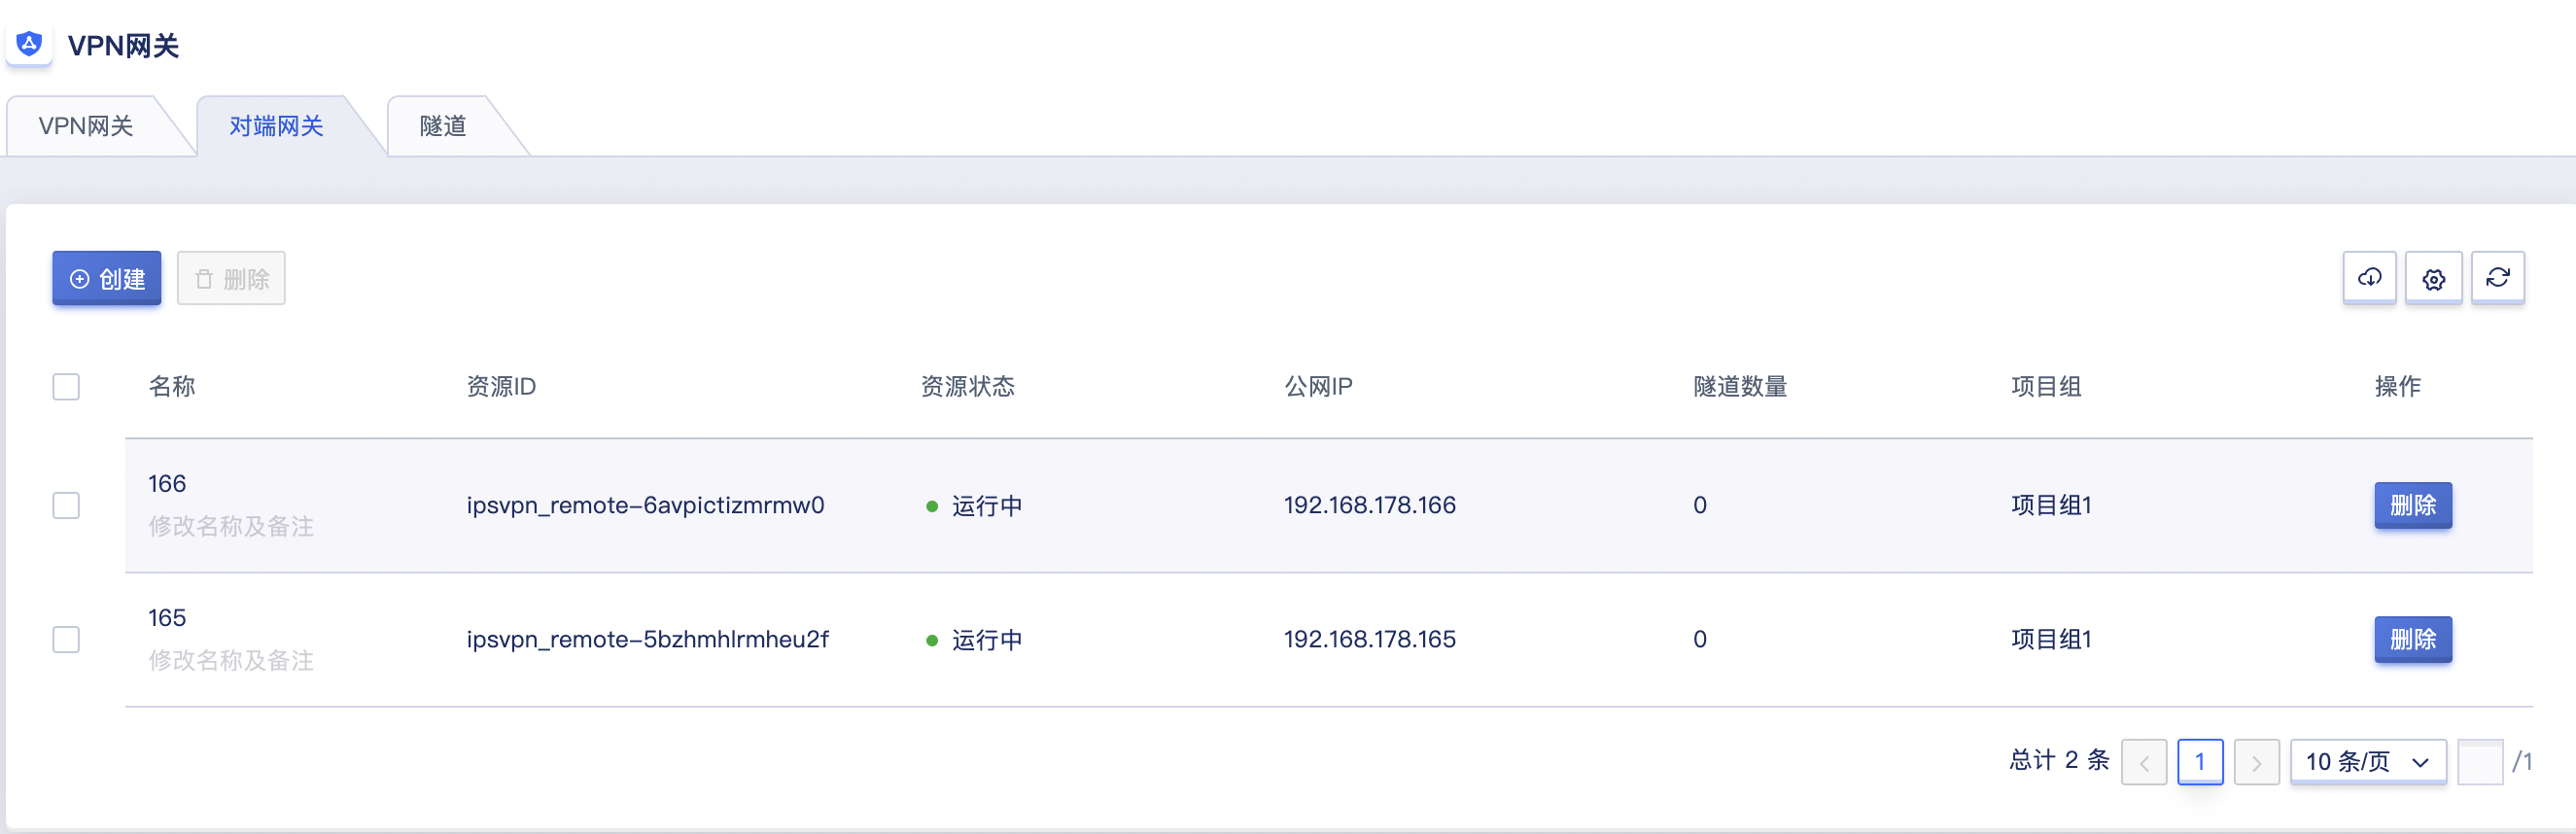 VPN网关
VPN网关 对端网关 隧道
创建 删除
名称 资源ID 资源状态 公网IP 隧道数量 项目组 操作
166
修改名称及备注
ipsvpn_remote-6avpictizmrmw0 运行中 192.168.178.166 0 项目组1 删除
165
修改名称及备注
ipsvpn_remote-5bzhmhlrmheu2f 运行中 192.168.178.165 0 项目组1 删除
总计 2 条 1 10 条/页 /1